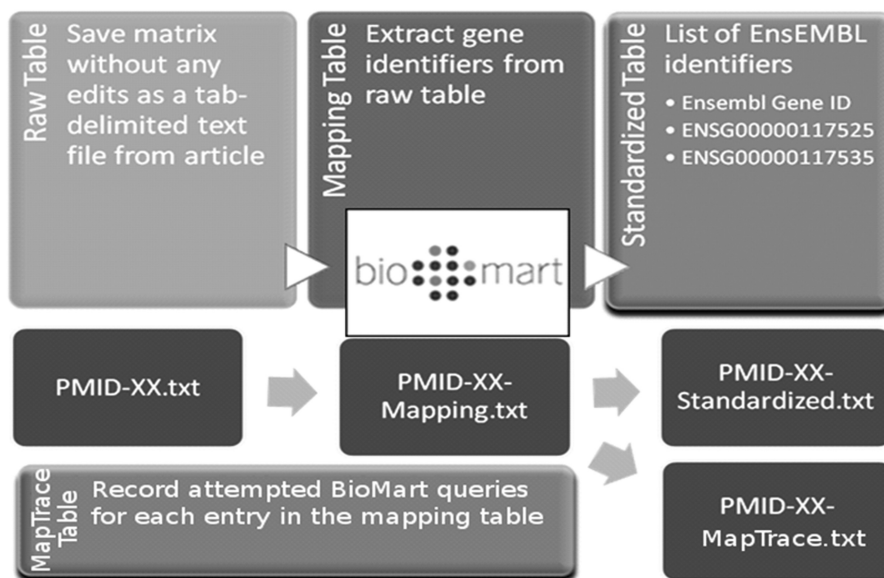 Raw Table
Save matrix
without any
edits as a tab-
delimited text
file from article
Mapping Table
Extract gene
identifiers from
raw table
Standardized Table
List of EnsEMBL
identifiers
• Ensembl Gene ID
• ENSG00000117525
• ENSG00000117535
bio mart
PMID-XX.txt
PMID-XX-
Mapping.txt
PMID-XX-
Standardized.txt
MapTrace
Table
Record attempted BioMart queries
for each entry in the mapping table
PMID-XX-
MapTrace.txt